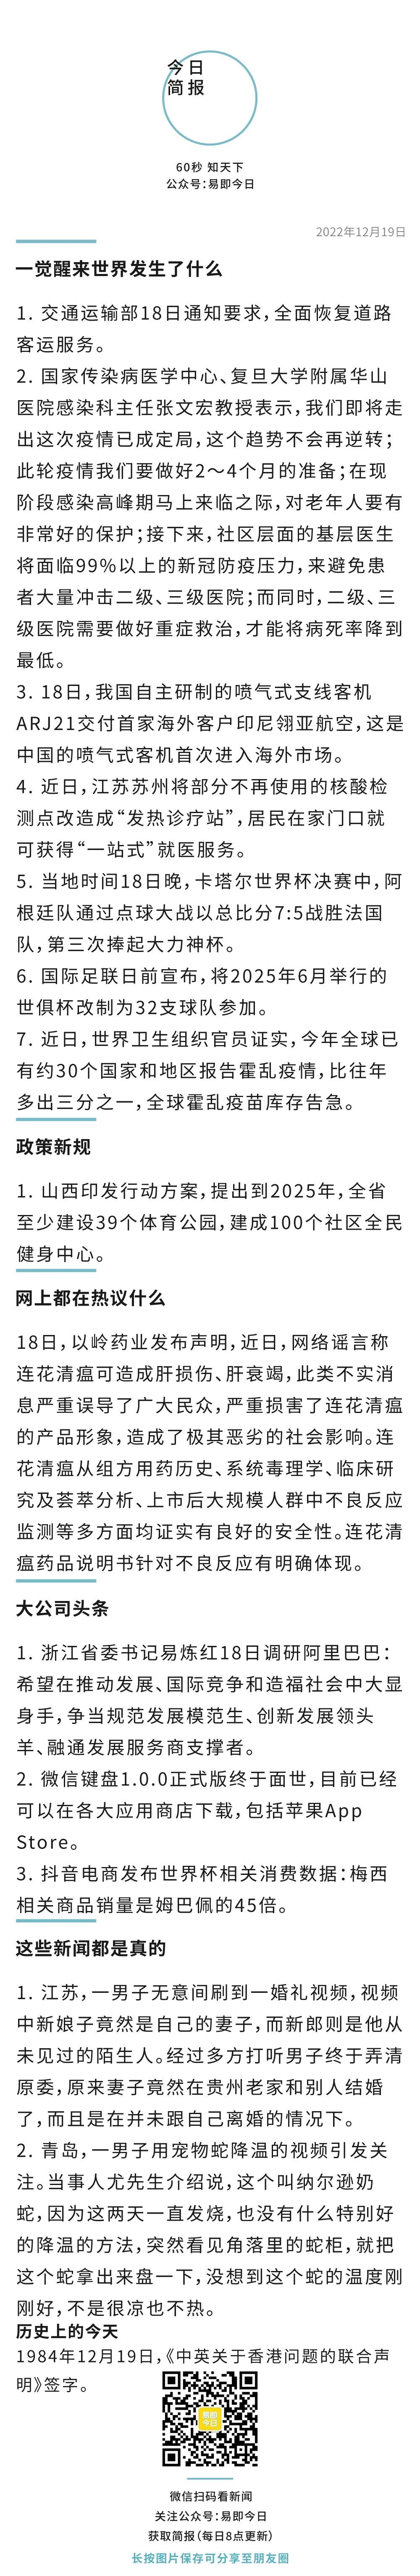 今日
简报
60秒 知天下
公众号：易即今日
2022年12月19日
一觉醒来世界发生了什么
1. 交通运输部18日通知要求，全面恢复道路
客运服务。
2. 国家传染病医学中心、复旦大学附属华山
医院感染科主任张文宏教授表示，我们即将走
出这次疫情已成定局，这个趋势不会再逆转；
此轮疫情我们要做好2～4个月的准备；在现
阶段感染高峰期马上来临之际，对老年人要有
非常好的保护；接下来，社区层面的基层医生
将面临99%以上的新冠防疫压力，来避免患
者大量冲击二级、三级医院；而同时，二级、三
级医院需要做好重症救治，才能将病死率降到
最低。
3. 18日，我国自主研制的喷气式支线客机
ARJ21交付首家海外客户印尼翎亚航空，这是
中国的喷气式客机首次进入海外市场。
4. 近日，江苏苏州将部分不再使用的核酸检
测点改造成“发热诊疗站”，居民在家门口就
可获得“一站式”就医服务。
5. 当地时间18日晚，卡塔尔世界杯决赛中，阿
根廷队通过点球大战以总比分7:5战胜法国
队，第三次捧起大力神杯。
6. 国际足联日前宣布，将2025年6月举行的
世俱杯改制为32支球队参加。
7. 近日，世界卫生组织官员证实，今年全球已
有约30个国家和地区报告霍乱疫情，比往年
多出三分之一，全球霍乱疫苗库存告急。
政策新规
1. 山西印发行动方案，提出到2025年，全省
至少建设39个体育公园，建成100个社区全民
健身中心。
网上都在热议什么
18日，以岭药业发布声明，近日，网络谣言称
连花清瘟可造成肝损伤、肝衰竭，此类不实消
息严重误导了广大民众，严重损害了连花清瘟
的产品形象，造成了极其恶劣的社会影响。连
花清瘟从组方用药历史、系统毒理学、临床研
究及荟萃分析、上市后大规模人群中不良反应
监测等多方面均证实有良好的安全性。连花清
瘟药品说明书针对不良反应有明确体现。
大公司头条
1. 浙江省委书记易炼红18日调研阿里巴巴：
希望在推动发展、国际竞争和造福社会中大显
身手，争当规范发展模范生、创新发展领头
羊、融通发展服务商支撑者。
2. 微信键盘1.0.0正式版终于面世，目前已经
可以在各大应用商店下载，包括苹果App
Store。
3. 抖音电商发布世界杯相关消费数据：梅西
相关商品销量是姆巴佩的45倍。
这些新闻都是真的
1. 江苏，一男子无意间刷到一婚礼视频，视频
中新娘子竟然是自己的妻子，而新郎则是他从
未见过的陌生人。经过多方打听男子终于弄清
原委，原来妻子竟然在贵州老家和别人结婚
了，而且是在并未跟自己离婚的情况下。
2. 青岛，一男子用宠物蛇降温的视频引发关
注。当事人尤先生介绍说，这个叫纳尔逊奶
蛇，因为这两天一直发烧，也没有什么特别好
的降温的方法，突然看见角落里的蛇柜，就把
这个蛇拿出来盘一下，没想到这个蛇的温度刚
刚好，不是很凉也不热。
历史上的今天
1984年12月19日，《中英关于香港问题的联合声
明》签字。
易即
今日
微信扫码看新闻
关注公众号：易即今日
获取简报（每日8点更新）
长按图片保存可分享至朋友圈